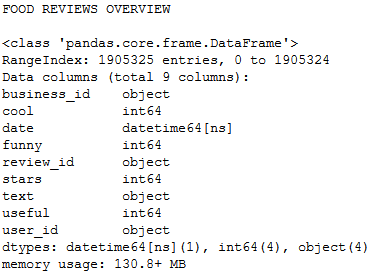 FOOD REVIEWS OVERVIEW
<class 'pandas.core.frame.DataFrame'>
RangeIndex: 1905325 entries, 0 to 1905324
Data columns (total 9 columns):
business_id    object
cool           int64
date           datetime64[ns]
funny          int64
review_id      object
stars          int64
text           object
useful         int64
user_id        object
dtypes: datetime64[ns](1), int64(4), object(4)
memory usage: 130.8+ MB